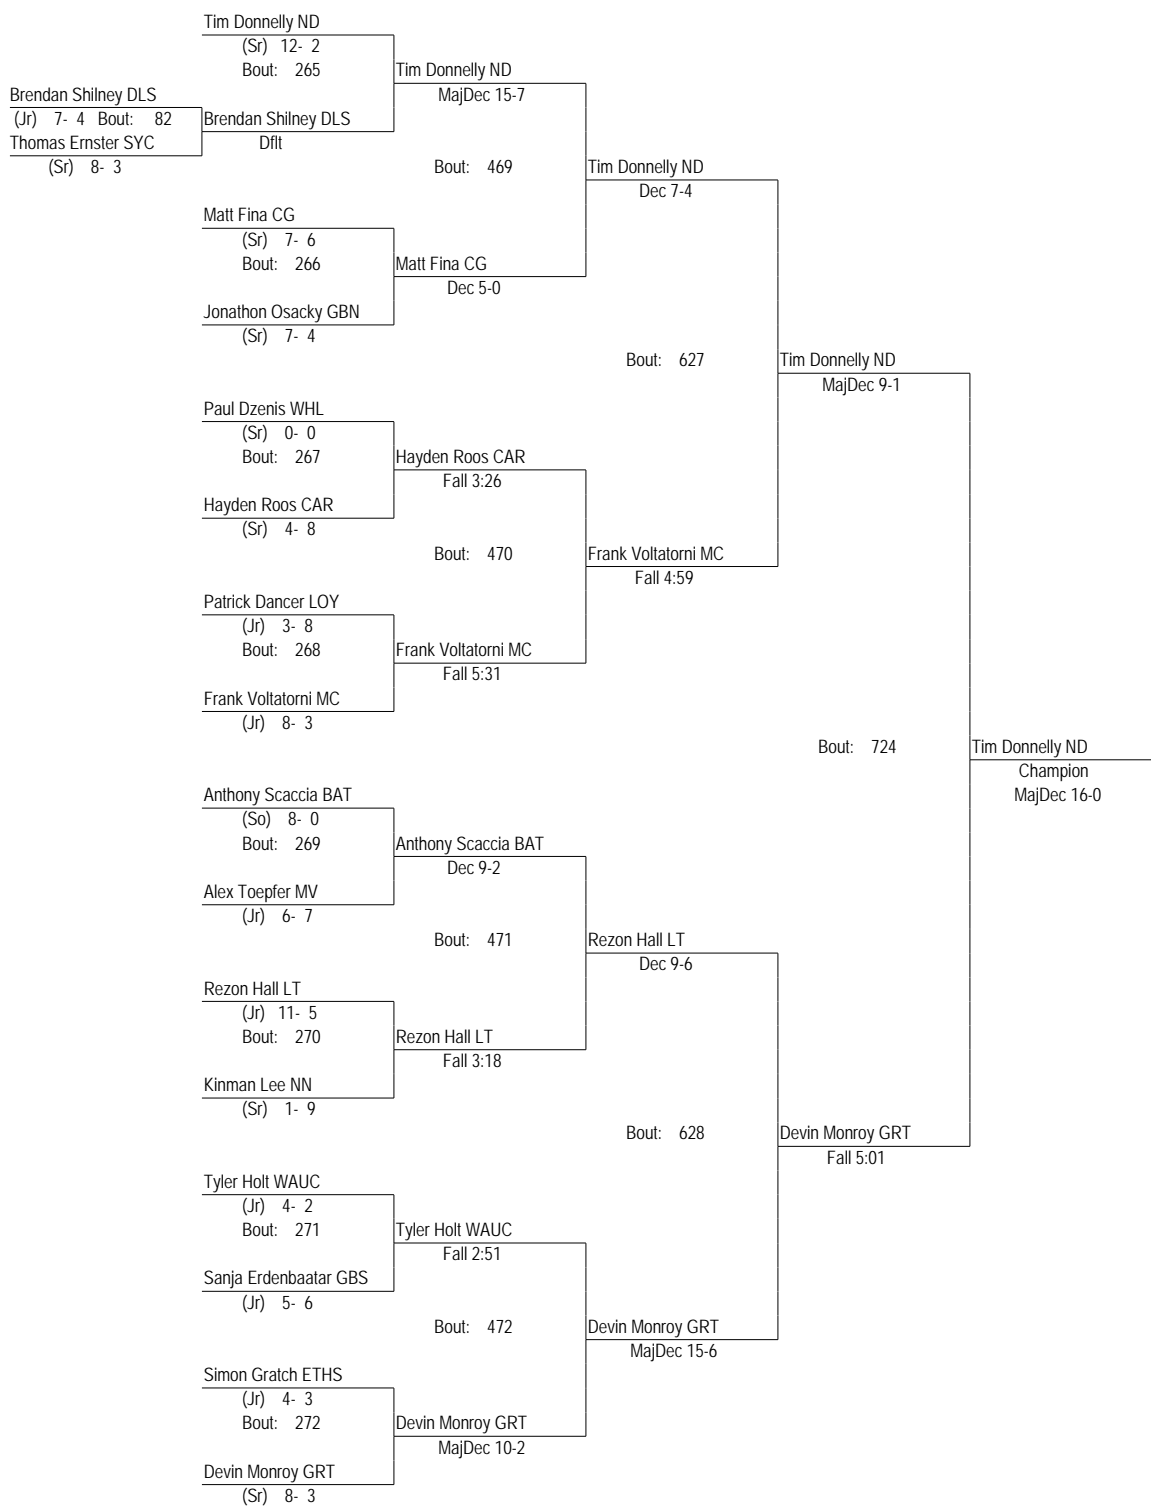 Tim Donnelly ND
(Sr) 12- 2
Bout: 265
Tim Donnelly ND
MajDec 15-7
Brendan Shilney DLS
(Jr) 7- 4 Bout: 82
Brendan Shilney DLS
Dflt
Thomas Ernster SYC
(Sr) 8- 3
Bout: 469
Tim Donnelly ND
Dec 7-4
Matt Fina CG
(Sr) 7- 6
Bout: 266
Matt Fina CG
Dec 5-0
Jonathon Osacky GBN
(Sr) 7- 4
Bout: 627
Tim Donnelly ND
MajDec 9-1
Paul Dzenis WHL
(Sr) 0- 0
Bout: 267
Hayden Roos CAR
Fall 3:26
Hayden Roos CAR
(Sr) 4- 8
Bout: 470
Frank Voltatorni MC
Fall 4:59
Patrick Dancer LOY
(Jr) 3- 8
Bout: 268
Frank Voltatorni MC
Fall 5:31
Frank Voltatorni MC
(Jr) 8- 3
Bout: 724
Tim Donnelly ND
Champion
MajDec 16-0
Anthony Scaccia BAT
(So) 8- 0
Bout: 269
Anthony Scaccia BAT
Dec 9-2
Alex Toepfer MV
(Jr) 6- 7
Bout: 471
Rezon Hall LT
Dec 9-6
Rezon Hall LT
(Jr) 11- 5
Bout: 270
Rezon Hall LT
Fall 3:18
Kinman Lee NN
(Sr) 1- 9
Bout: 628
Devin Monroy GRT
Fall 5:01
Tyler Holt WAUC
(Jr) 4- 2
Bout: 271
Tyler Holt WAUC
Fall 2:51
Sanja Erdenbaatar GBS
(Jr) 5- 6
Bout: 472
Devin Monroy GRT
MajDec 15-6
Simon Gratch ETHS
(Jr) 4- 3
Bout: 272
Devin Monroy GRT
MajDec 10-2
Devin Monroy GRT
(Sr) 8- 3